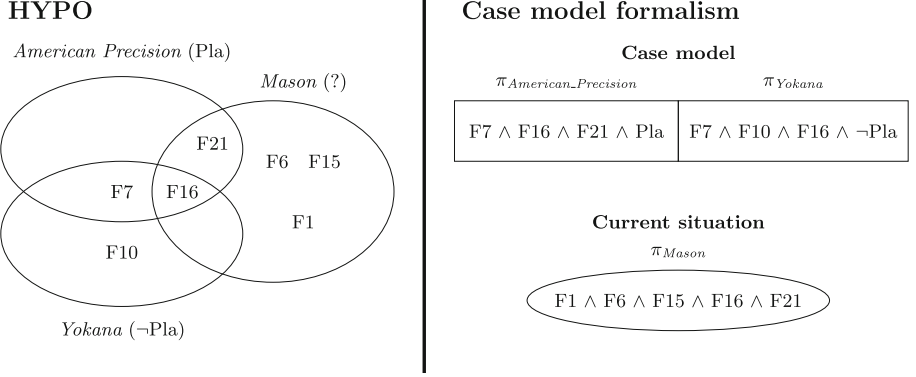 HYPO
American Precision (Pla)
Mason (?)
F21
F6 F15
F7 F16
F1
F10
Yokana (¬Pla)
Case model formalism
Case model
π_American_Precision π_Yokana
F7 ∧ F16 ∧ F21 ∧ Pla F7 ∧ F10 ∧ F16 ∧ ¬Pla
Current situation
π_Mason
F1 ∧ F6 ∧ F15 ∧ F16 ∧ F21